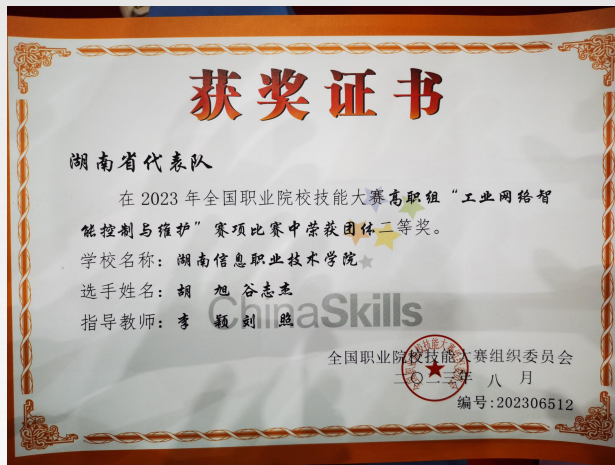 获奖证书
湖南省代表队
在 2023 年全国职业院校技能大赛高职组“工业网络智
能控制与维护”赛项比赛中荣获团体二等奖。
学校名称：湖南信息职业技术学院
选手姓名：胡 旭 谷志杰
ChinaSkills
指导教师：李 颖 刘 照
全国职业院校技能大赛组织委员会
二〇二三年 八 月
编号:202306512